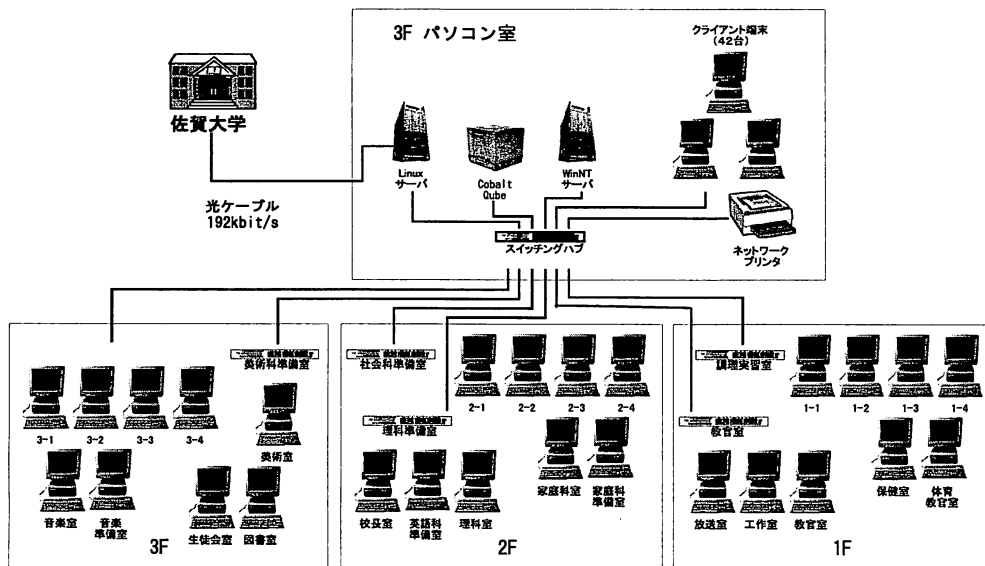 3F パソコン室
クライアント端末
(42台)
佐賀大学
Linux
サーバ
Cobalt
Qube
WinNT
サーバ
光ケーブル
192kbit/s
スイッチングハブ
ネットワーク
プリンタ
美術科準備室
3-1
3-2
3-3
3-4
美術室
音楽室
音楽
準備室
生徒会室
図書室
3F
社会科準備室
2-1
2-2
2-3
2-4
理科準備室
家庭科室
家庭科
準備室
校長室
英語科
準備室
理科室
2F
調理実習室
1-1
1-2
1-3
1-4
教官室
保健室
体育
教官室
放送室
工作室
教官室
1F